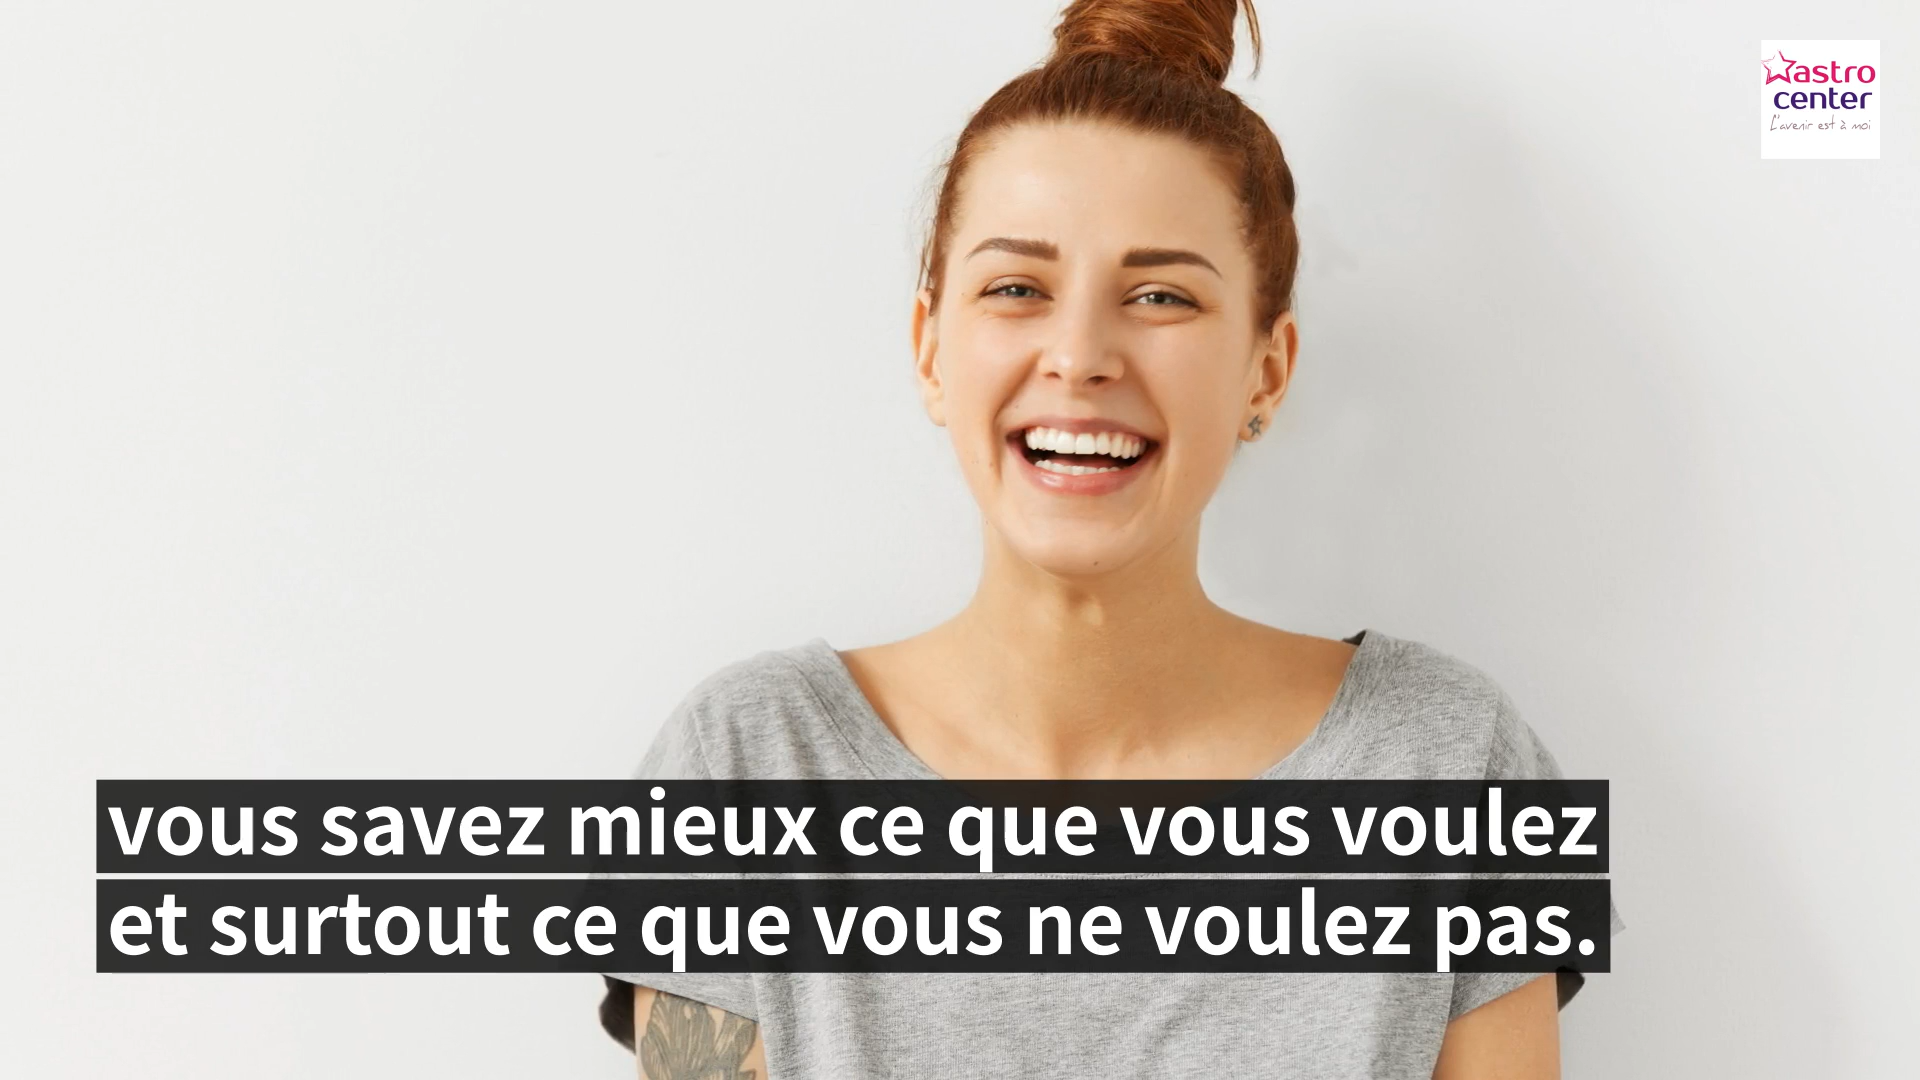 astro
center
L'avenir est à moi
vous savez mieux ce que vous voulez
et surtout ce que vous ne voulez pas.